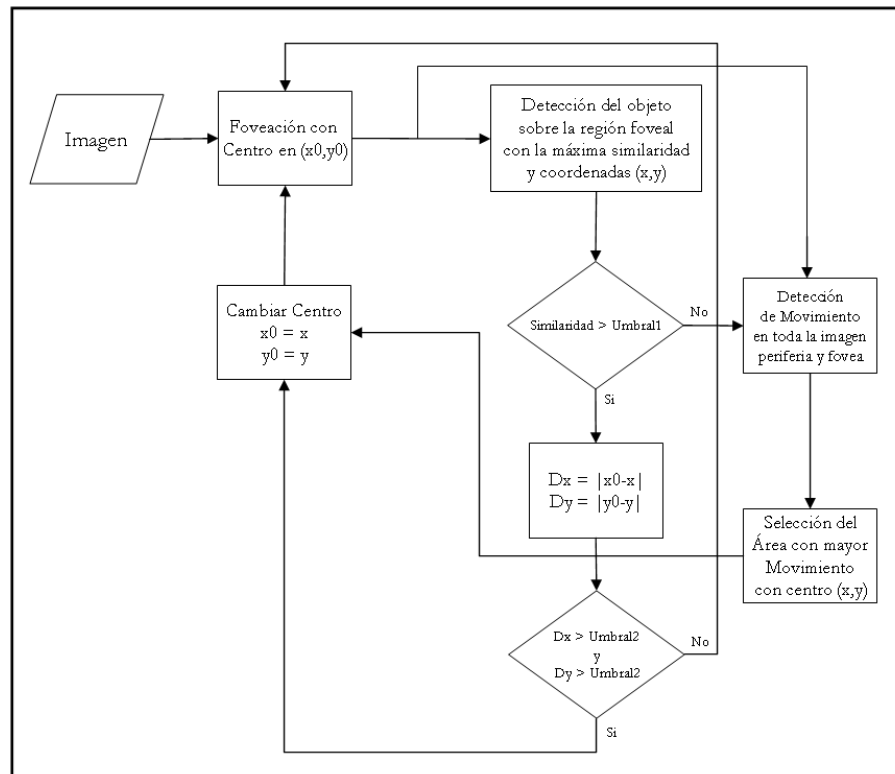 Imagen
Foveación con
Centro en (x0,y0)
Detección del objeto
sobre la región foveal
con la máxima similaridad
y coordenadas (x,y)
Cambiar Centro
x0 = x
y0 = y
Similaridad > Umbral1
No
Detección
de Movimiento
en toda la imagen
periferia y fovea
Si
Dx = |x0-x|
Dy = |y0-y|
Selección del
Área con mayor
Movimiento
con centro (x,y)
Dx > Umbral2
y
Dy > Umbral2
No
Si